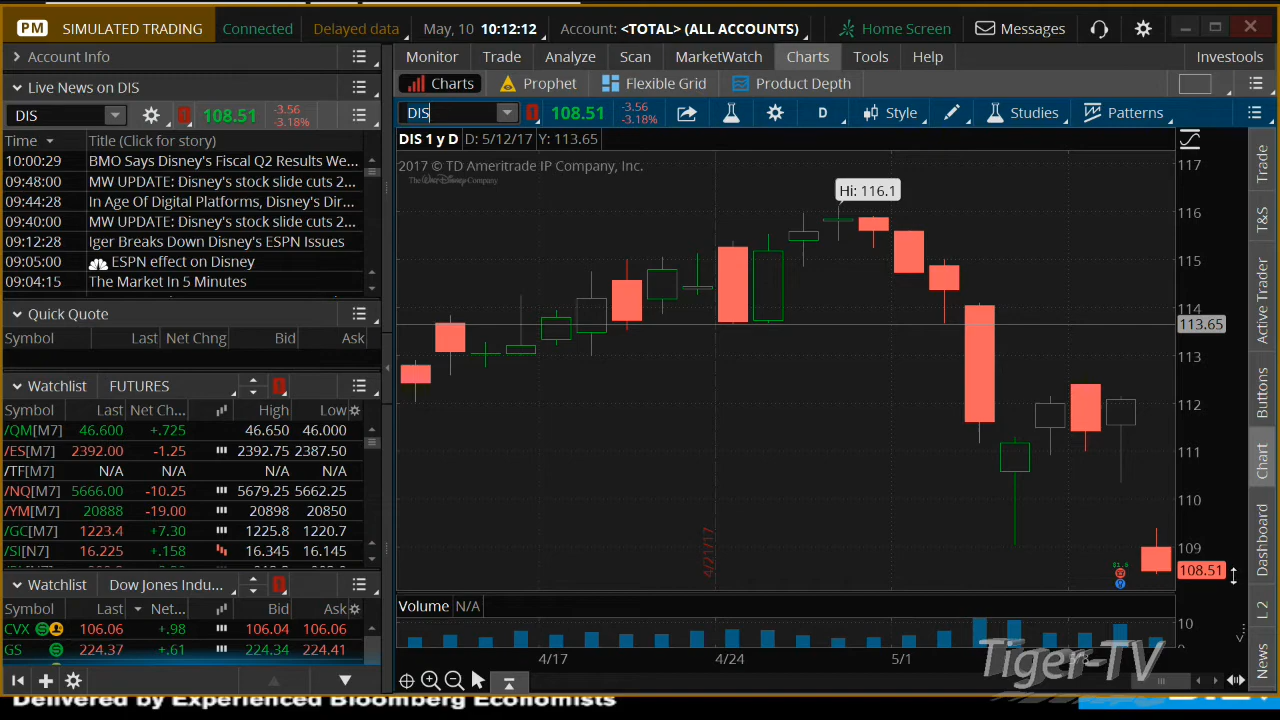 PM SIMULATED TRADING Connected Delayed data May, 10 10:12:12 Account: <TOTAL> (ALL ACCOUNTS) Home Screen Messages
Account Info
Monitor Trade Analyze Scan MarketWatch Charts Tools Help Investools
Live News on DIS
Charts Prophet Flexible Grid Product Depth
DIS 108.51 -3.56 -3.18%
DIS 108.51 -3.56 -3.18% D Style Studies Patterns
Time Title (Click for story)
10:00:29 BMO Says Disney's Fiscal Q2 Results We...
09:48:00 MW UPDATE: Disney's stock slide cuts 2...
09:44:28 In Age Of Digital Platforms, Disney's Dir...
09:40:00 MW UPDATE: Disney's stock slide cuts 2...
09:12:28 Iger Breaks Down Disney's ESPN Issues
09:05:00 ESPN effect on Disney
09:04:15 The Market In 5 Minutes
Quick Quote
Symbol Last Net Chng Bid Ask
Watchlist FUTURES
Symbol Last Net Ch... High Low
/QM[M7] 46.600 +.725 46.650 46.000
/ES[M7] 2392.00 -1.25 2392.75 2387.50
/TF[M7] N/A N/A N/A N/A
/NQ[M7] 5666.00 -10.25 5679.25 5662.25
/YM[M7] 20888 -19.00 20898 20850
/GC[M7] 1223.4 +7.30 1225.8 1220.7
/SI[N7] 16.225 +.158 16.345 16.145
Watchlist Dow Jones Indu...
Symbol Last Net... Bid Ask
CVX 106.06 +.98 106.04 106.06
GS 224.37 +.61 224.34 224.41
DIS 1 y D D: 5/12/17 Y: 113.65
2017 © TD Ameritrade IP Company, Inc.
The Walt Disney Company
Hi: 116.1
117
116
115
114
113.65
113
112
111
110
109
108.51
4/21/17
Volume N/A
10
4/17 4/24 5/1
Trade
T&S
Active Trader
Buttons
Chart
Dashboard
L 2
News
Tiger-TV
Delivered by Experienced Bloomberg Economists